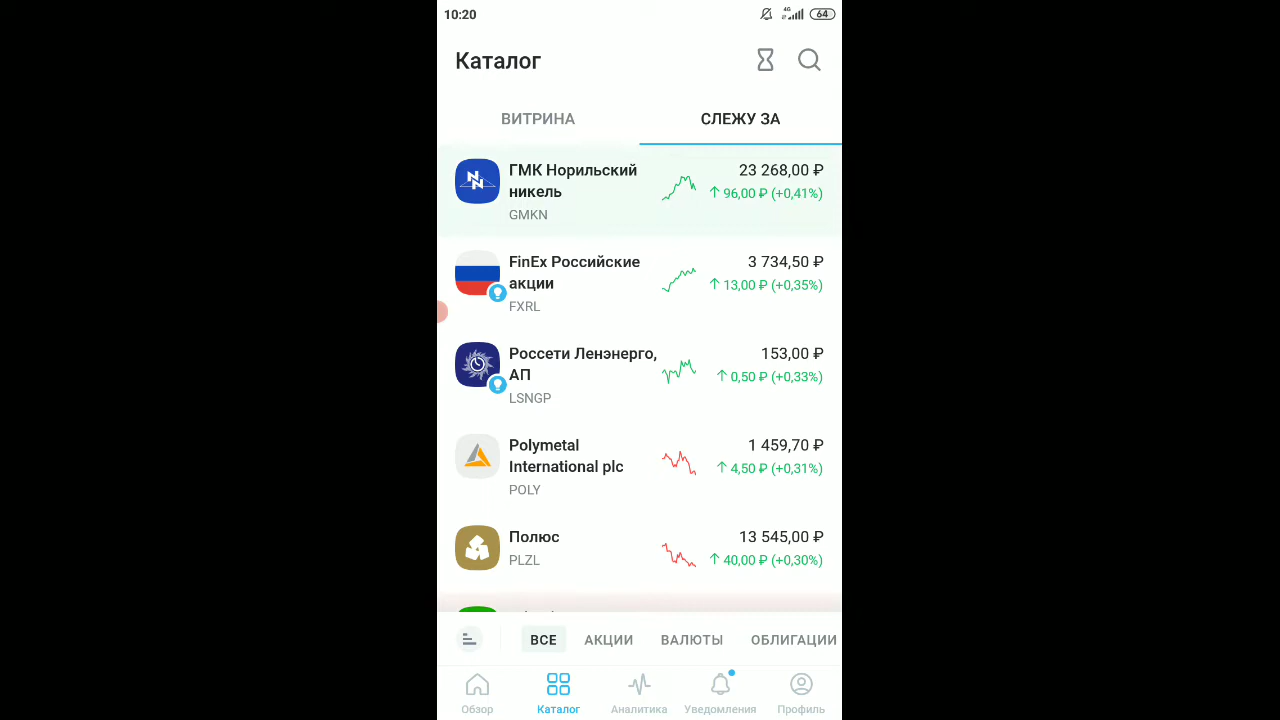 10:20
4G
64
Каталог
ВИТРИНА
СЛЕЖУ ЗА
ГМК Норильский
никель
GMKN
23 268,00 ₽
↑ 96,00 ₽ (+0,41%)
FinEx Российские
акции
FXRL
3 734,50 ₽
↑ 13,00 ₽ (+0,35%)
Россети Ленэнерго,
АП
LSNGP
153,00 ₽
↑ 0,50 ₽ (+0,33%)
Polymetal
International plc
POLY
1 459,70 ₽
↑ 4,50 ₽ (+0,31%)
Полюс
PLZL
13 545,00 ₽
↑ 40,00 ₽ (+0,30%)
ВСЕ
АКЦИИ
ВАЛЮТЫ
ОБЛИГАЦИИ
Обзор
Каталог
Аналитика
Уведомления
Профиль